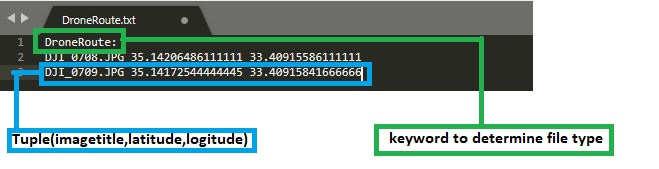 DroneRoute.txt
1 DroneRoute:
2 DJI_0708.JPG 35.14206486111111 33.40915586111111
DJI_0709.JPG 35.14172544444445 33.40915841666666
Tuple(imagetitle,latitude,logitude)
keyword to determine file type